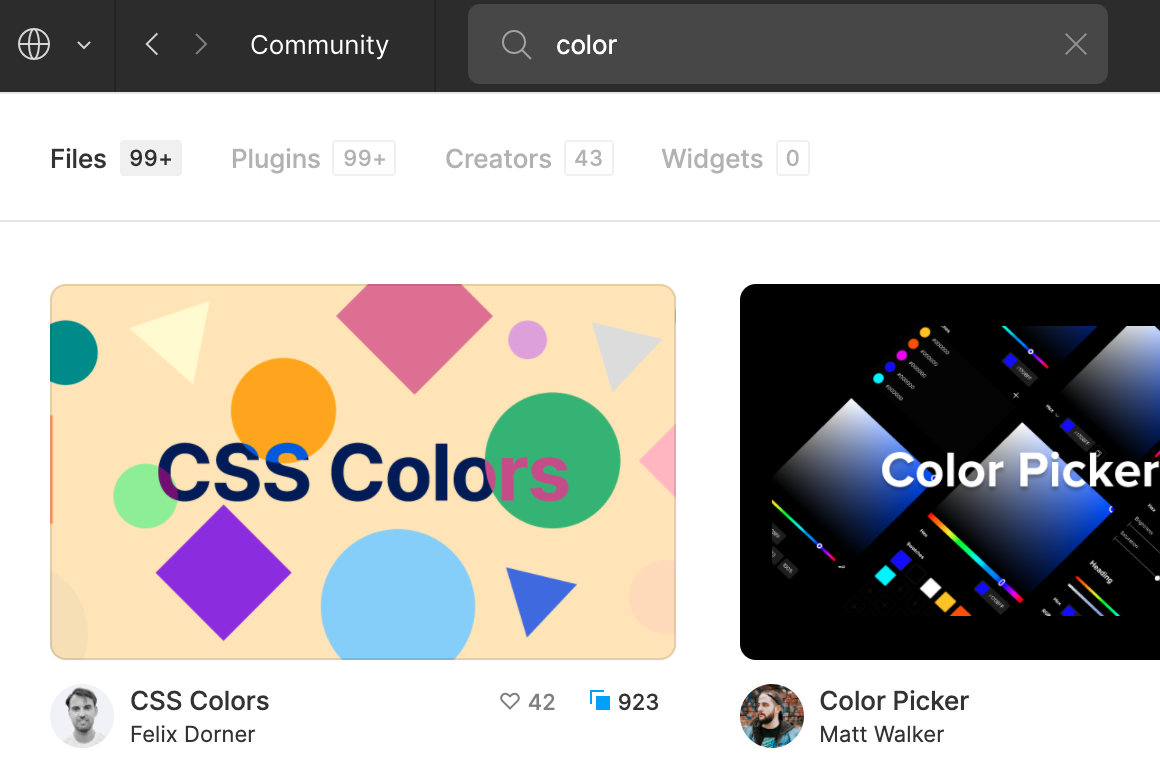 Community
color
Files 99+ Plugins 99+ Creators 43 Widgets 0
CSS Colors
Color Picker
Heading
CSS Colors
42 923
Felix Dorner
Color Picker
Matt Walker